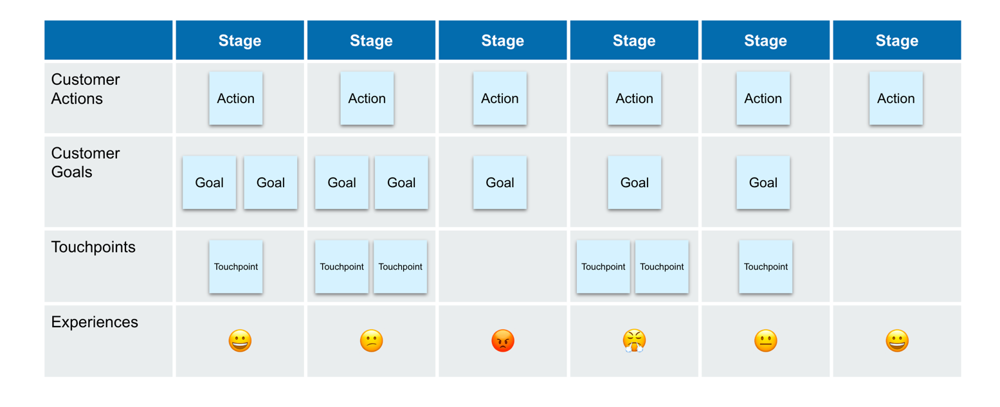 Stage Stage Stage Stage Stage Stage
Customer
Actions
Action Action Action Action Action Action
Customer
Goals
Goal Goal Goal Goal Goal Goal Goal
Touchpoints
Touchpoint Touchpoint Touchpoint Touchpoint Touchpoint Touchpoint
Experiences